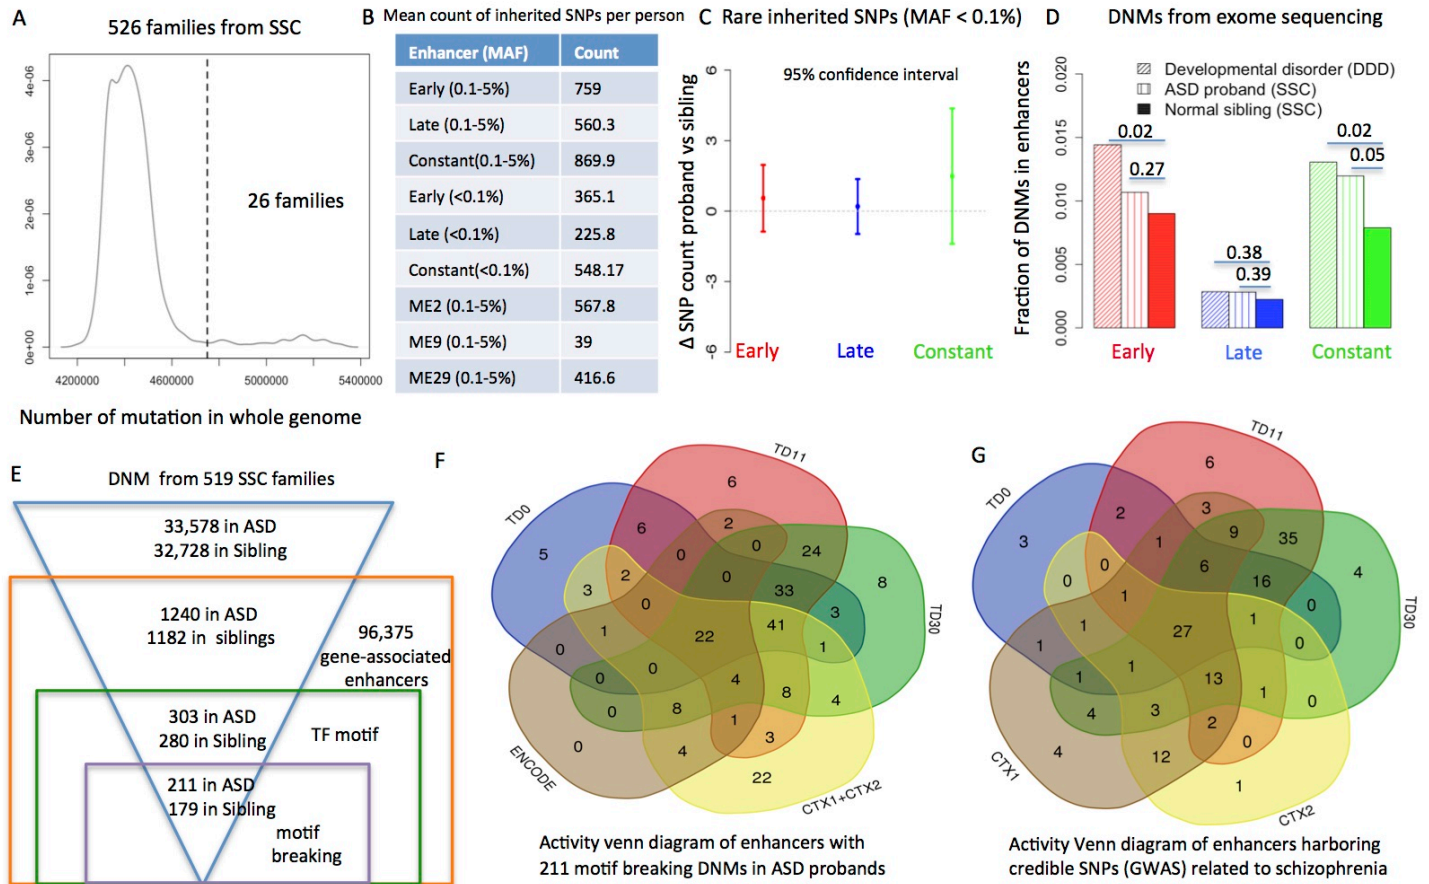 A
526 families from SSC
4e-06
3e-06
2e-06
1e-06
0e+00
26 families
4200000 4600000 5000000 5400000
Number of mutation in whole genome
B
Mean count of inherited SNPs per person
Enhancer (MAF) Count
Early (0.1-5%) 759
Late (0.1-5%) 560.3
Constant(0.1-5%) 869.9
Early (<0.1%) 365.1
Late (<0.1%) 225.8
Constant(<0.1%) 548.17
ME2 (0.1-5%) 567.8
ME9 (0.1-5%) 39
ME29 (0.1-5%) 416.6
C
Rare inherited SNPs (MAF < 0.1%)
95% confidence interval
Δ SNP count proband vs sibling
6
3
0
-3
-6
Early Late Constant
D
DNMs from exome sequencing
Fraction of DNMs in enhancers
0.020
0.015
0.010
0.005
0.000
Developmental disorder (DDD)
ASD proband (SSC)
Normal sibling (SSC)
0.02
0.27
0.38
0.39
0.02
0.05
Early Late Constant
E
DNM from 519 SSC families
33,578 in ASD
32,728 in Sibling
1240 in ASD
1182 in siblings
96,375
gene-associated
enhancers
303 in ASD
280 in Sibling
TF motif
211 in ASD
179 in Sibling
motif
breaking
F
TD0
TD11
TD30
CTX1+CTX2
ENCODE
6
6 2
5 0 0 24
8
3 2 0 33
0 3
1 22 41
1
0 0
0 4 8 4
0 8
1
0 4 3
22
Activity venn diagram of enhancers with
211 motif breaking DNMs in ASD probands
G
TD0
TD11
TD30
CTX2
CTX1
6
2 3
3 1 9 35
0 0 6 16 4
1 0
1 27 1
1 1 0
1 13 1 0
4 3
2
4 12 0
1
Activity Venn diagram of enhancers harboring
credible SNPs (GWAS) related to schizophrenia